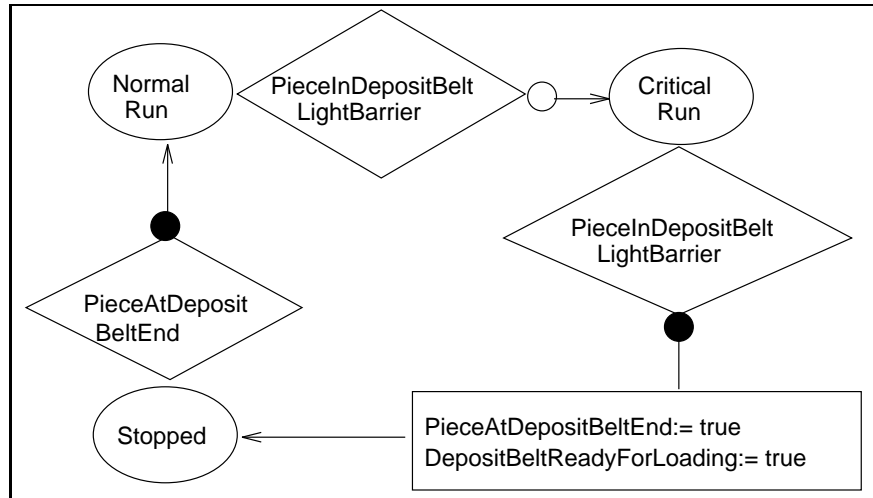 Normal
Run
PieceInDepositBelt
LightBarrier
Critical
Run
PieceInDepositBelt
LightBarrier
PieceAtDeposit
BeltEnd
Stopped
PieceAtDepositBeltEnd:= true
DepositBeltReadyForLoading:= true